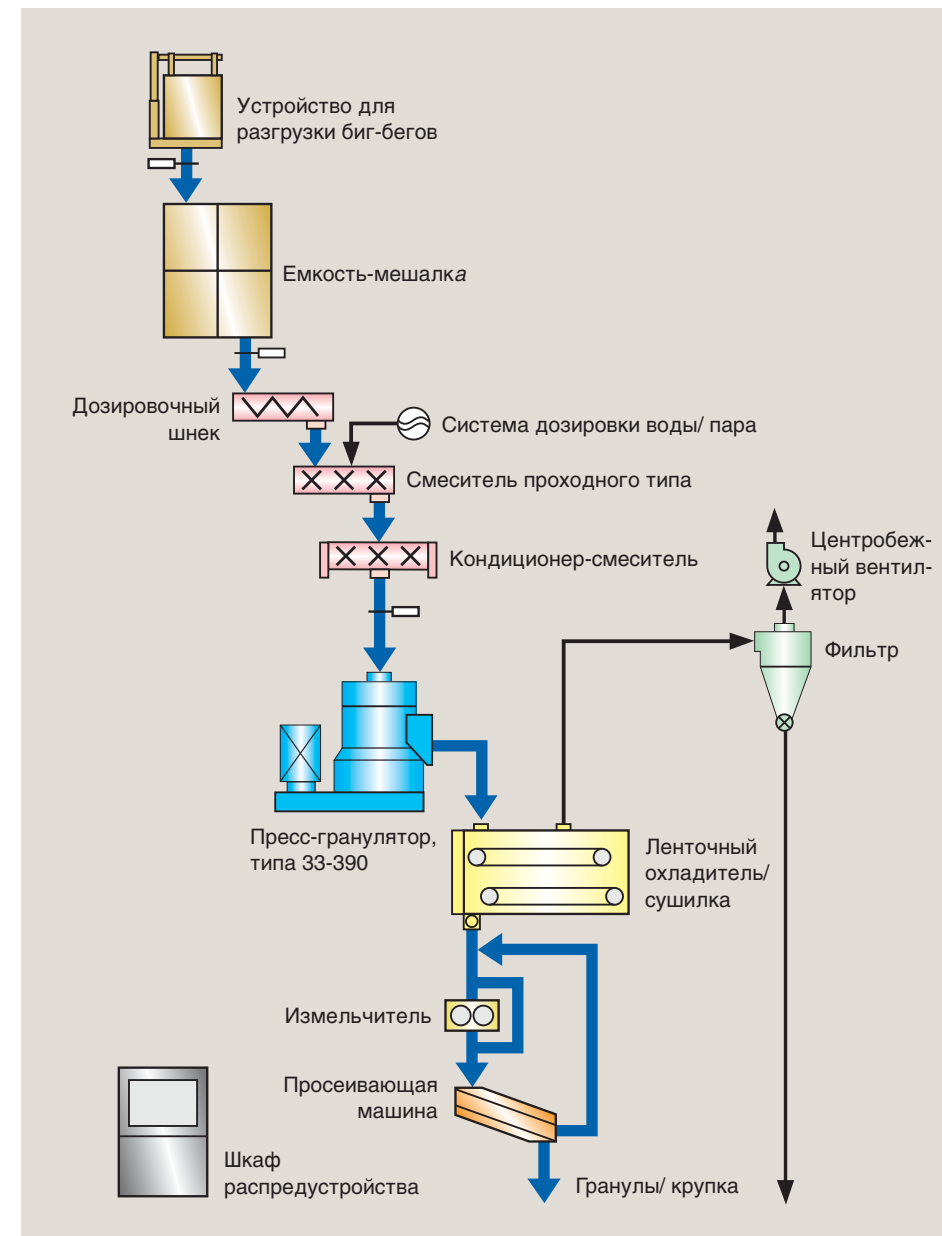 Устройство для
разгрузки биг-бегов
Емкость-мешалка
Дозировочный
шнек
Система дозировки воды/ пара
Смеситель проходного типа
Кондиционер-смеситель
Центробеж-
ный вентил-
ятор
Фильтр
Пресс-гранулятор,
типа 33-390
Ленточный
охладитель/
сушилка
Измельчитель
Просеивающая
машина
Шкаф
распредустройства
Гранулы/ крупка